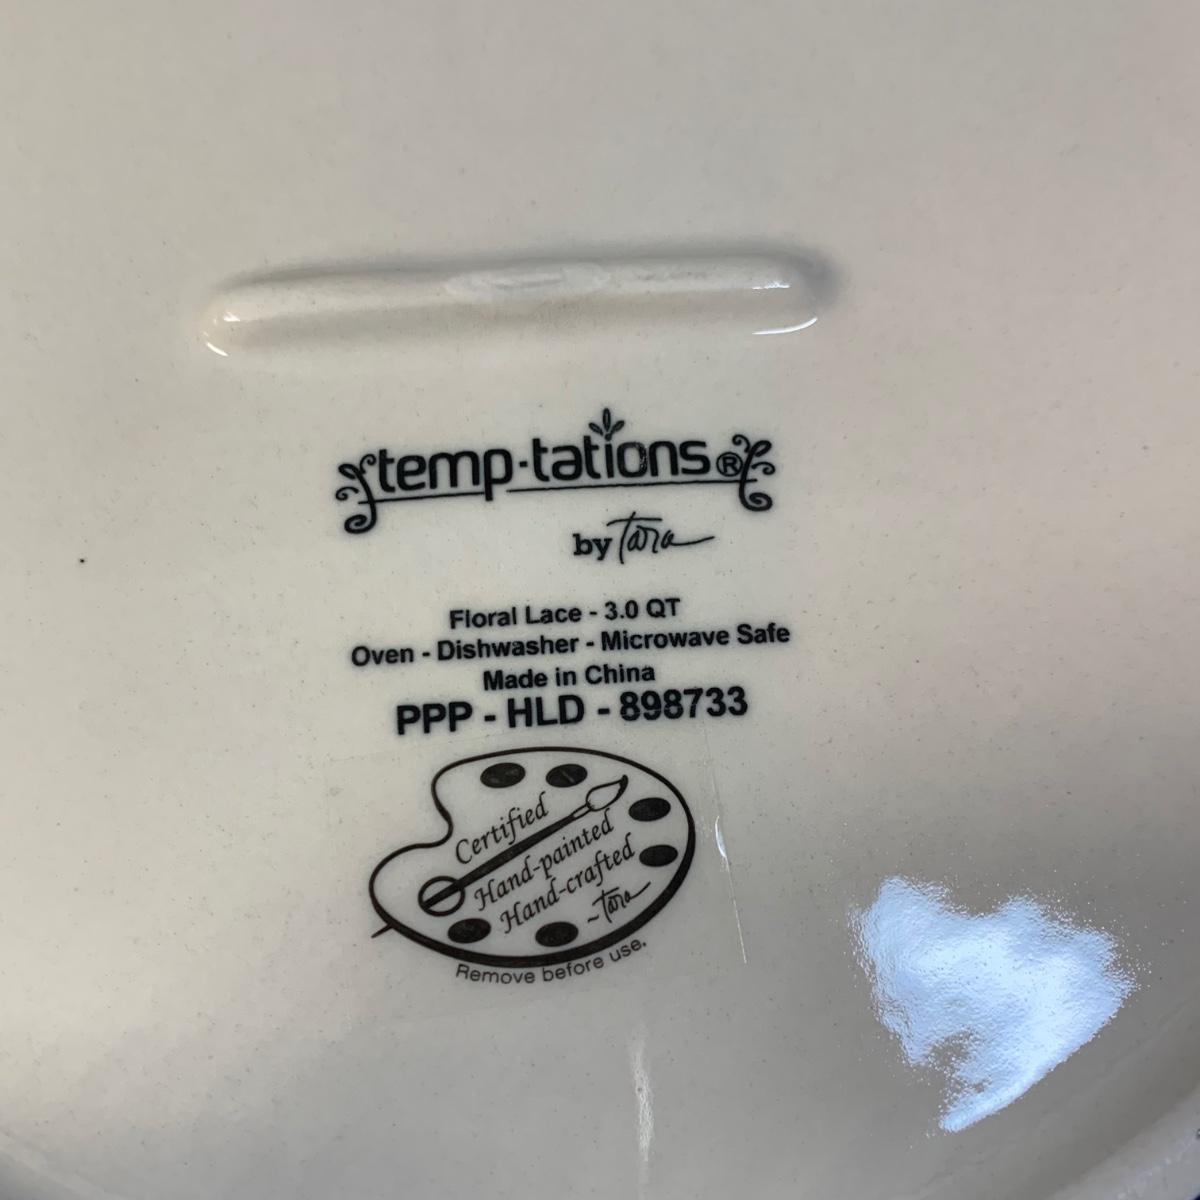 temp-tations®
by Tara
Floral Lace - 3.0 QT
Oven - Dishwasher - Microwave Safe
Made in China
PPP - HLD - 898733
Certified
Hand-painted
Hand-crafted
~Tara
Remove before use.